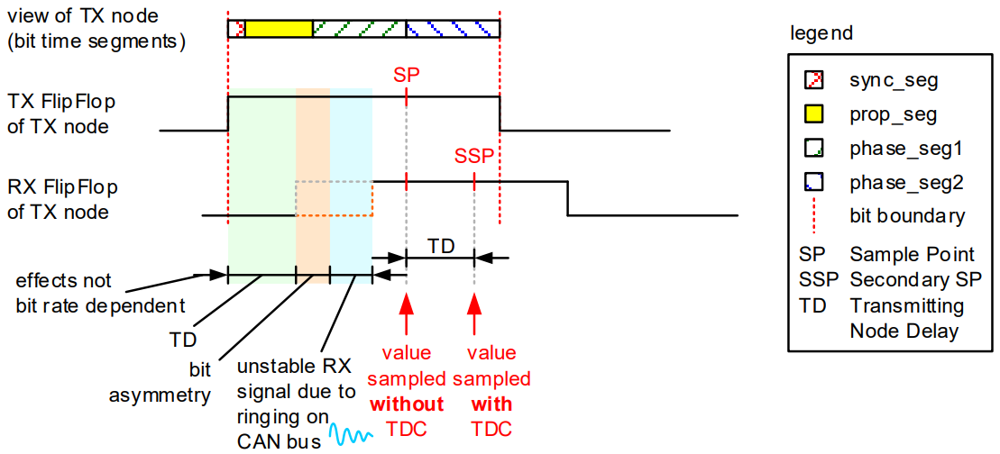 view of TX node
(bit time segments)
SP
TX FlipFlop
of TX node
SSP
RX FlipFlop
of TX node
TD
effects not
bit rate dependent
TD
bit
asymmetry
unstable RX
signal due to
ringing on
CAN bus
value
sampled
without
TDC
value
sampled
with
TDC
legend
sync_seg
prop_seg
phase_seg1
phase_seg2
bit boundary
SP Sample Point
SSP Secondary SP
TD Transmitting
Node Delay